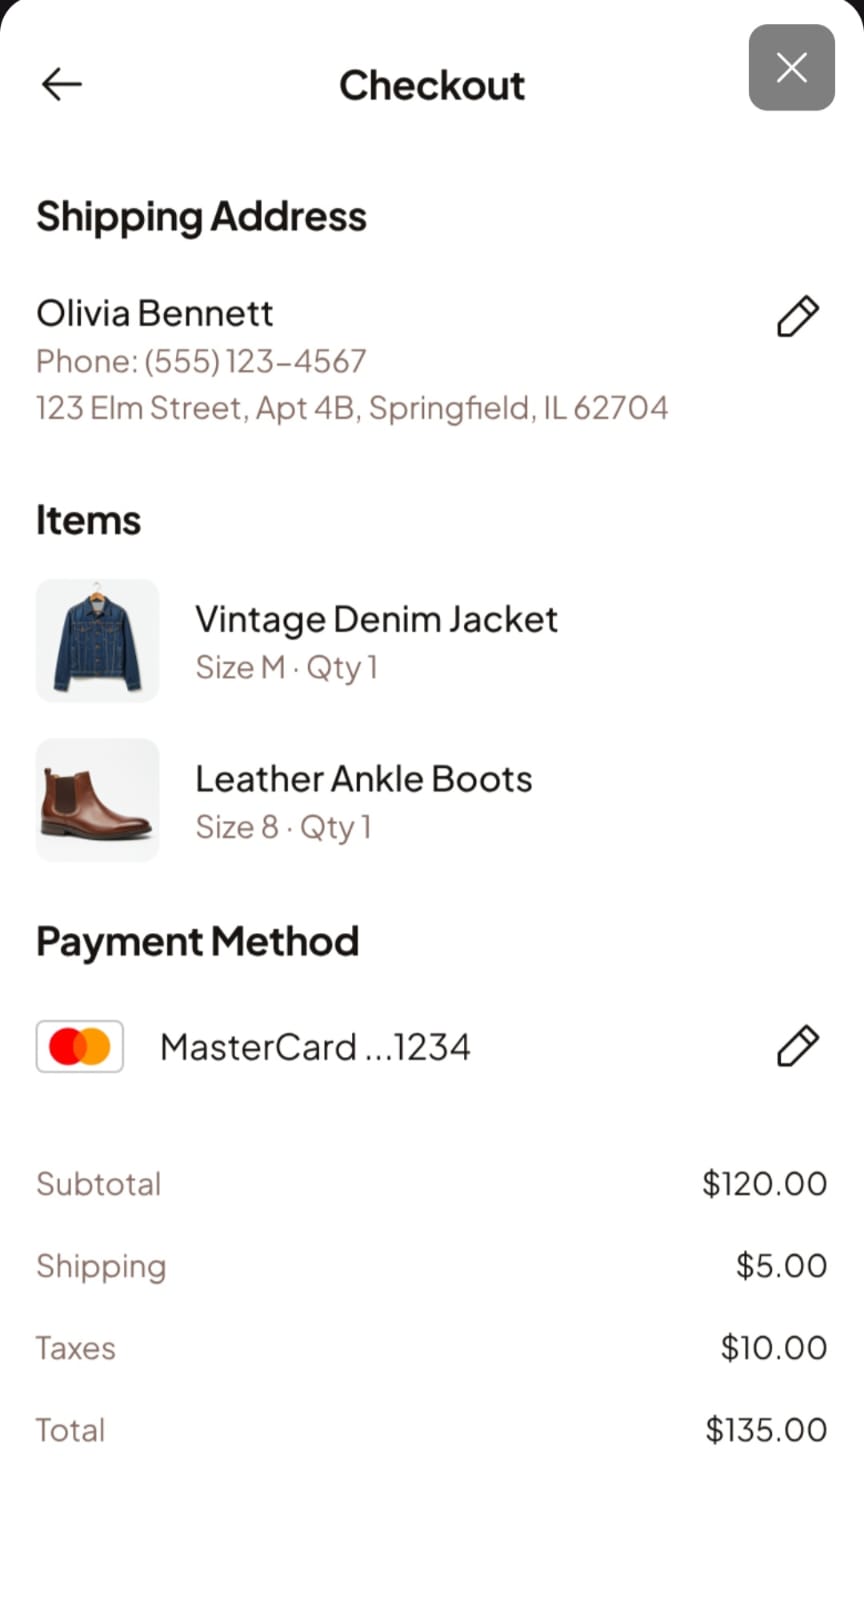 Checkout
Shipping Address
Olivia Bennett
Phone: (555) 123–4567
123 Elm Street, Apt 4B, Springfield, IL 62704
Items
Vintage Denim Jacket
Size M · Qty 1
Leather Ankle Boots
Size 8 · Qty 1
Payment Method
MasterCard ...1234
Subtotal $120.00
Shipping $5.00
Taxes $10.00
Total $135.00